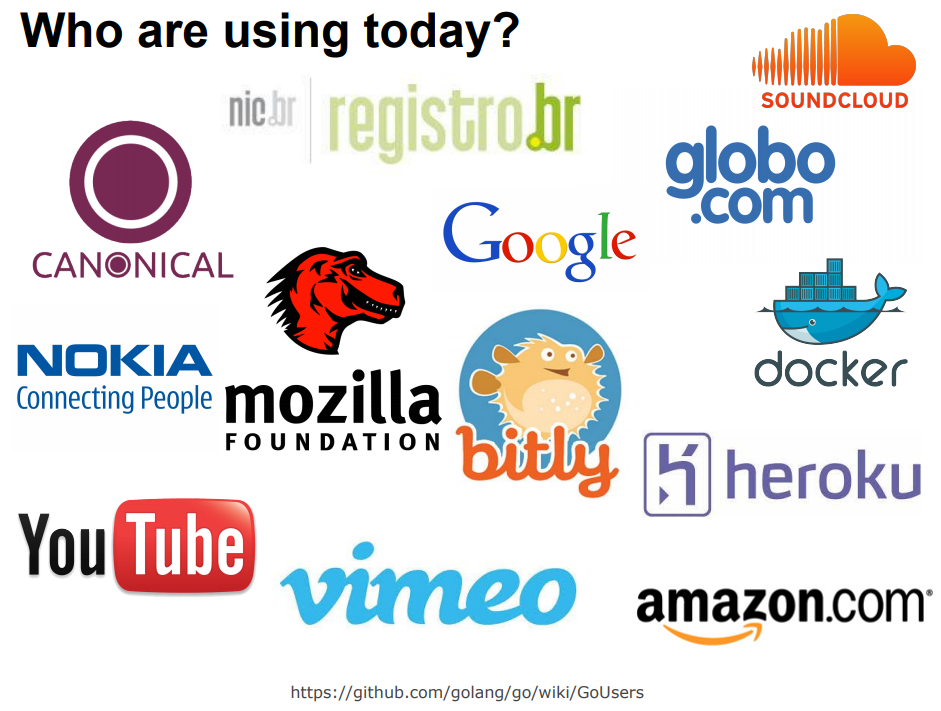 Who are using today?
SOUNDCLOUD
nic.br
registro.br
globo
.com
CANONICAL
Google
docker
NOKIA
Connecting People
mozilla
FOUNDATION
bitly
heroku
YouTube
vimeo
amazon.com®
https://github.com/golang/go/wiki/GoUsers